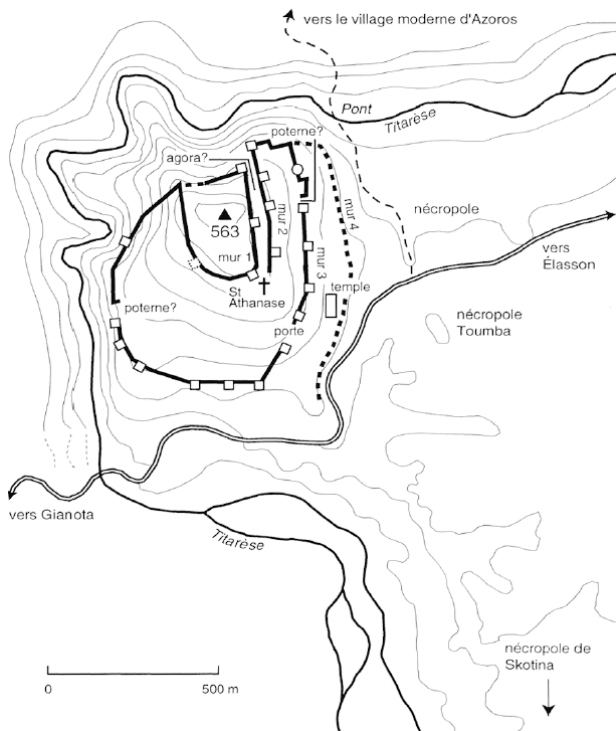 vers le village moderne d'Azoros
Pont
Titarèse
poterne?
agora?
nécropole
mur 4
563
mur 2
vers
Élasson
mur 1
mur 3
St
Athanase
temple
poterne?
porte
nécropole
Toumba
vers Gianota
Titarèse
nécropole de
Skotina
0
500 m